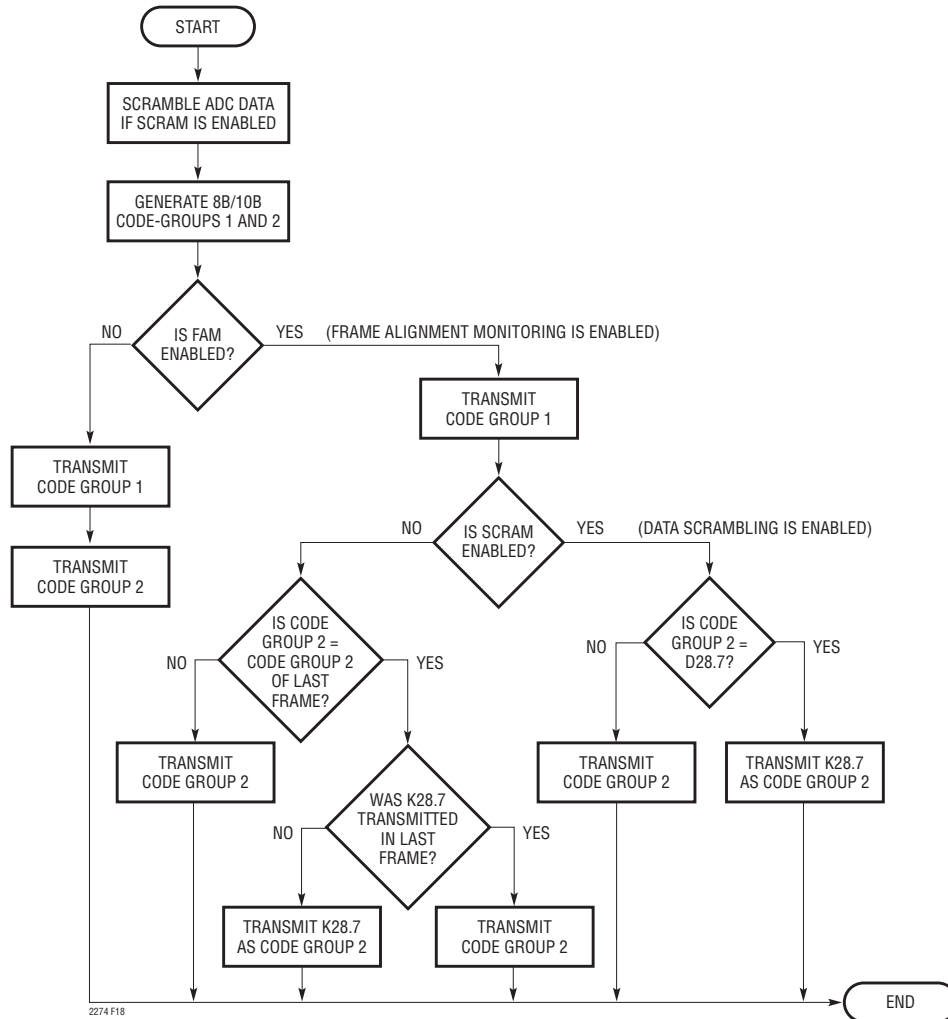 START
SCRAMBLE ADC DATA
IF SCRAM IS ENABLED
GENERATE 8B/10B
CODE-GROUPS 1 AND 2
NO
IS FAM
ENABLED?
YES
(FRAME ALIGNMENT MONITORING IS ENABLED)
TRANSMIT
CODE GROUP 1
TRANSMIT
CODE GROUP 2
TRANSMIT
CODE GROUP 1
NO
IS SCRAM
ENABLED?
YES
(DATA SCRAMBLING IS ENABLED)
NO
IS CODE
GROUP 2 =
CODE GROUP 2
OF LAST
FRAME?
YES
NO
IS CODE
GROUP 2 =
D28.7?
YES
TRANSMIT
CODE GROUP 2
NO
WAS K28.7
TRANSMITTED
IN LAST
FRAME?
YES
TRANSMIT
CODE GROUP 2
TRANSMIT K28.7
AS CODE GROUP 2
TRANSMIT K28.7
AS CODE GROUP 2
TRANSMIT
CODE GROUP 2
END
2274 F18